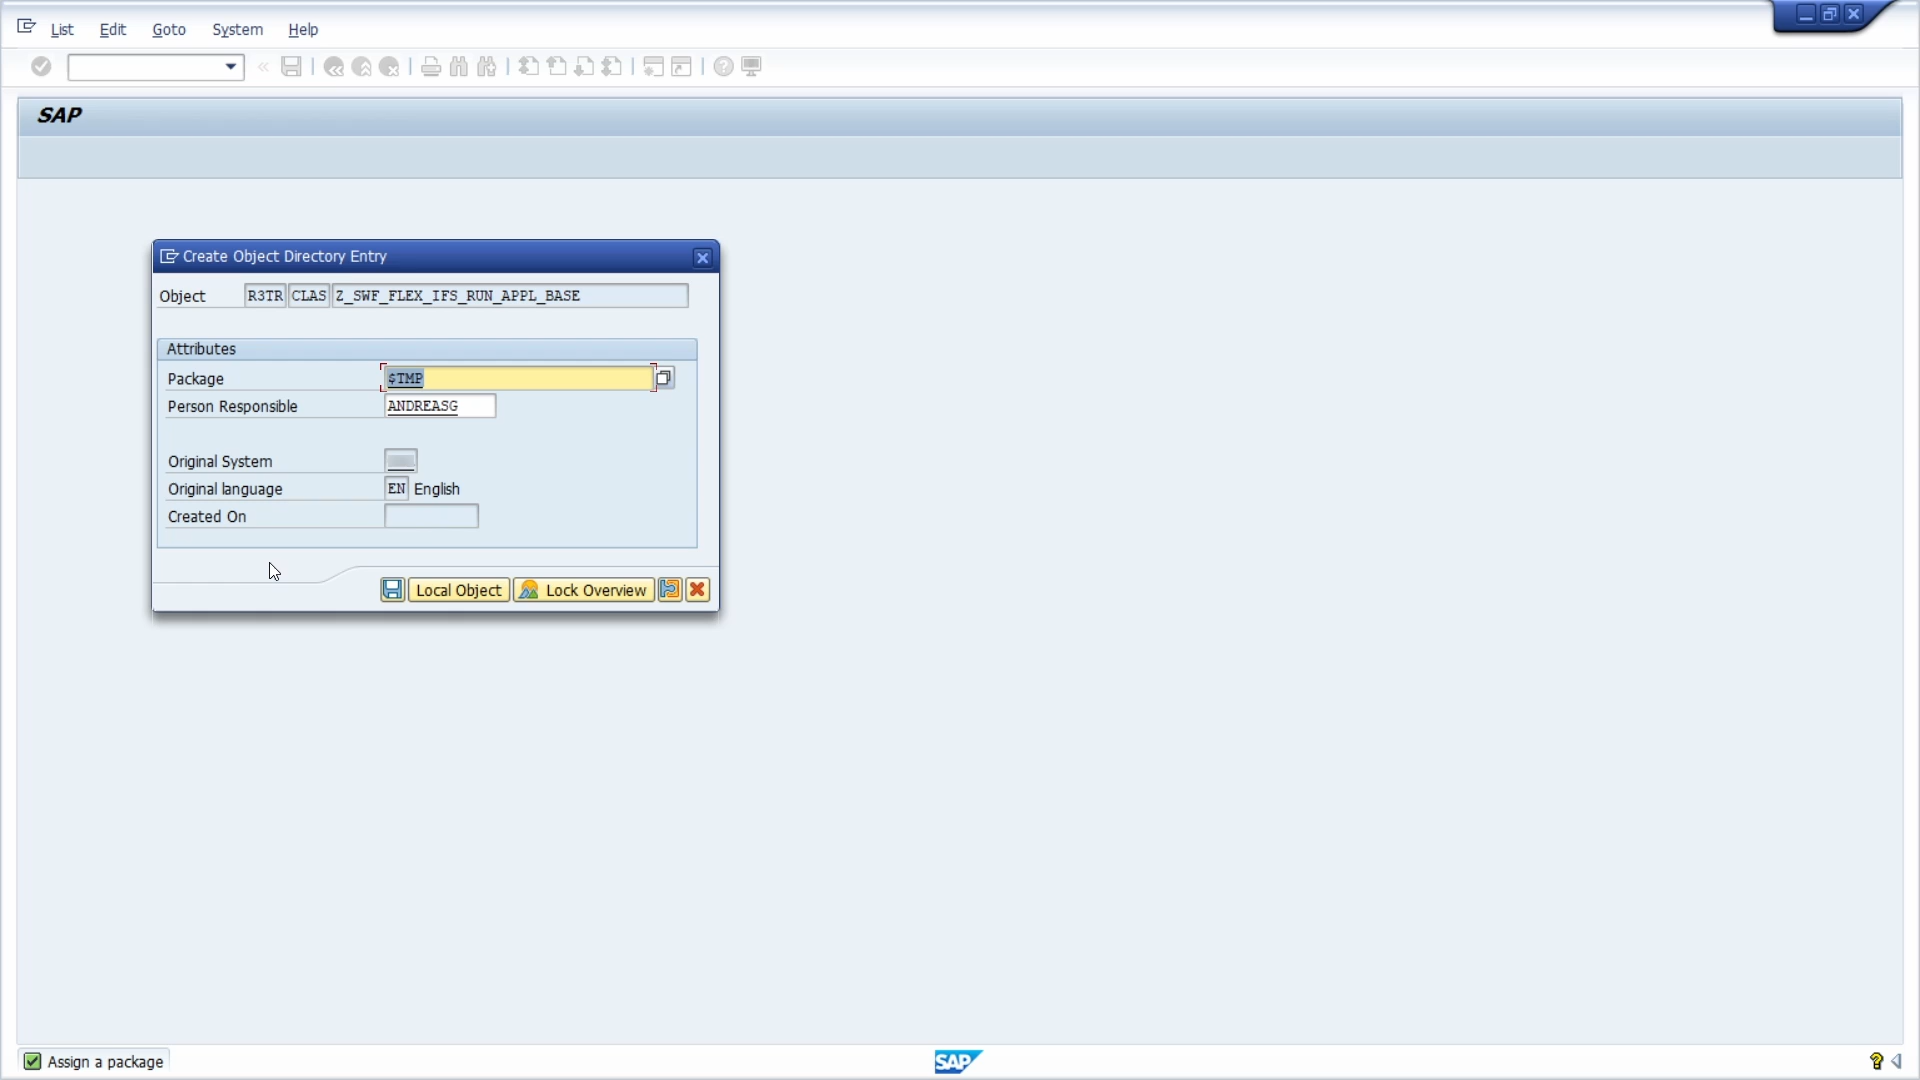 List Edit Goto System Help
SAP
Create Object Directory Entry
Object R3TR CLAS Z_SWF_FLEX_IFS_RUN_APPL_BASE
Attributes
Package $TMP
Person Responsible ANDREASG
Original System
Original language EN English
Created On
Local Object Lock Overview
Assign a package SAP